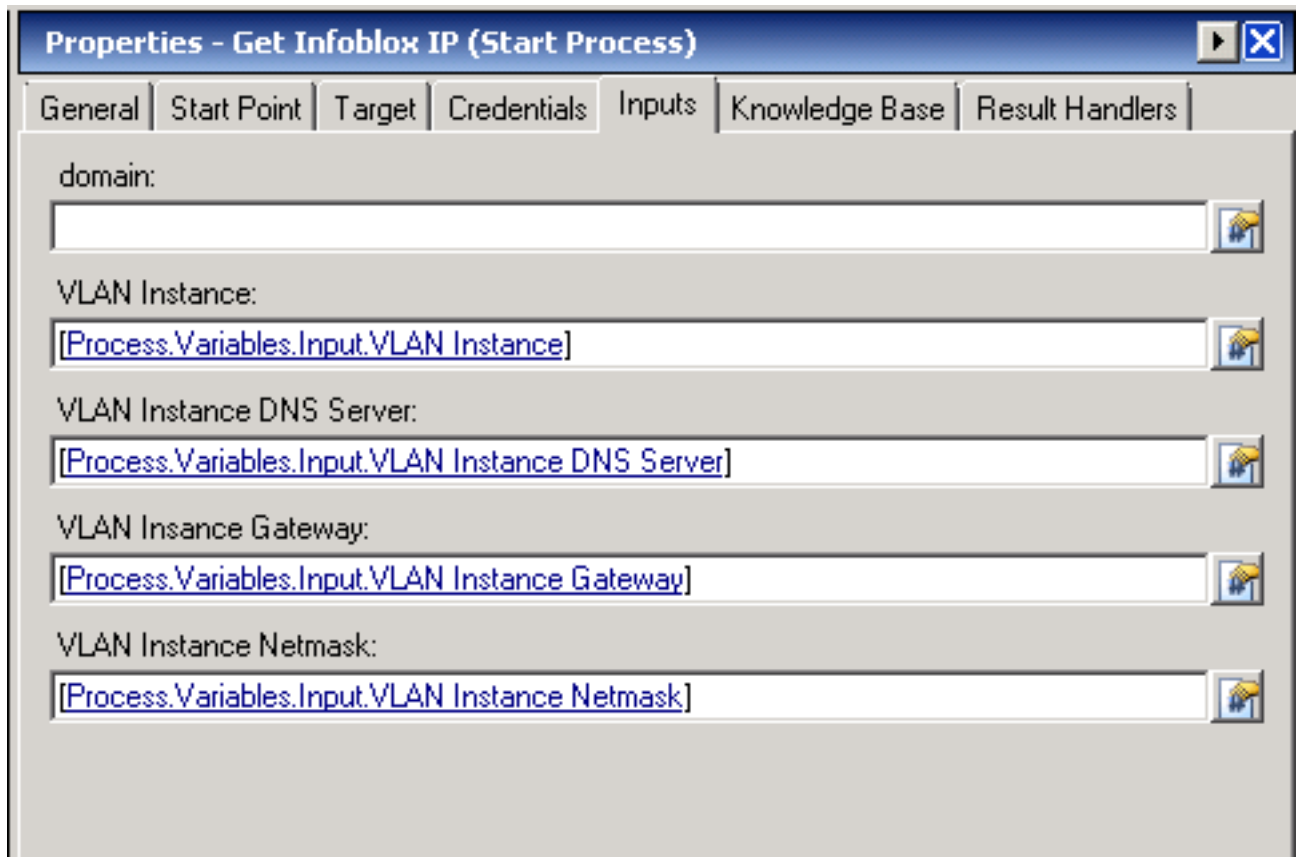 Properties - Get Infoblox IP (Start Process)
General Start Point Target Credentials Inputs Knowledge Base Result Handlers
domain:
VLAN Instance:
[Process.Variables.Input.VLAN Instance]
VLAN Instance DNS Server:
[Process.Variables.Input.VLAN Instance DNS Server]
VLAN Insance Gateway:
[Process.Variables.Input.VLAN Instance Gateway]
VLAN Instance Netmask:
[Process.Variables.Input.VLAN Instance Netmask]